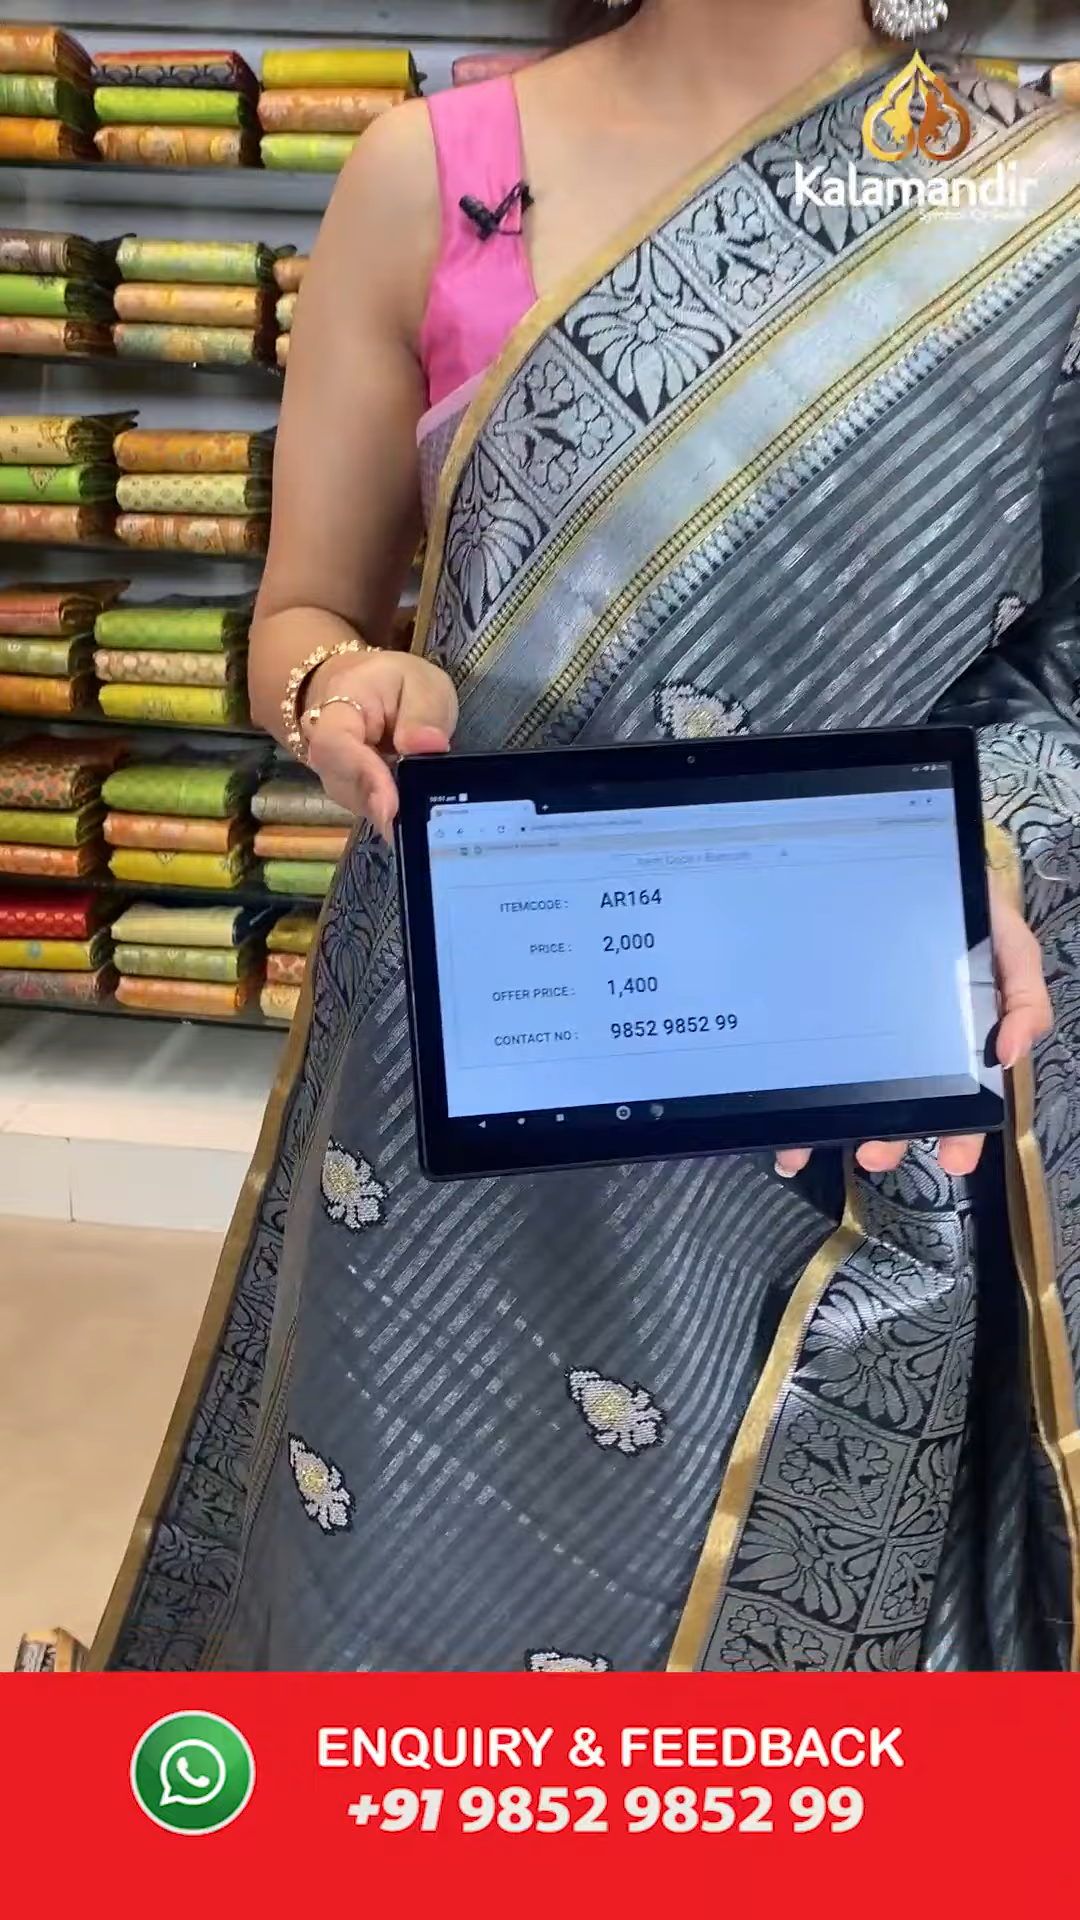 Kalamandir
ITEMCODE : AR164
PRICE : 2,000
OFFER PRICE : 1,400
CONTACT NO : 9852 9852 99
ENQUIRY & FEEDBACK
+91 9852 9852 99